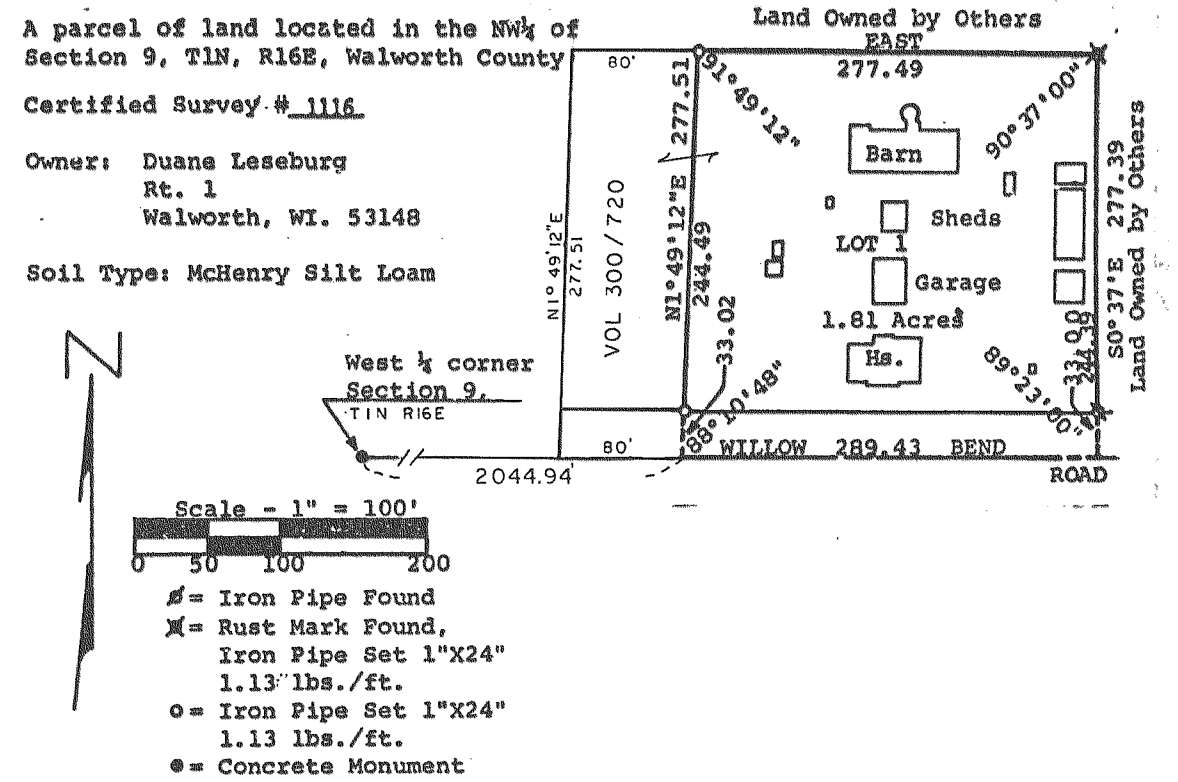 A parcel of land located in the NW¼ of
Section 9, T1N, R16E, Walworth County
Certified Survey # 1116
Owner: Duane Leseburg
Rt. 1
Walworth, WI. 53148
Soil Type: McHenry Silt Loam
Land Owned by Others
EAST
277.49
80'
91°49'12"
90°37'00"
277.51
N1°49'12"E
244.49
N1°49'12"E
277.51
VOL 300/720
Barn
Sheds
LOT 1
Garage
1.81 Acres
Hs.
S0°37'E 277.39
Land Owned by Others
33.02
88°10'48"
89°23'00"
33.00
244.39
West ¼ corner
Section 9,
T1N R16E
80'
2044.94'
WILLOW 289.43 BEND
ROAD
Scale - 1" = 100'
0 50 100 200
= Iron Pipe Found
= Rust Mark Found,
Iron Pipe Set 1"X24"
1.13 lbs./ft.
o= Iron Pipe Set 1"X24"
1.13 lbs./ft.
●= Concrete Monument